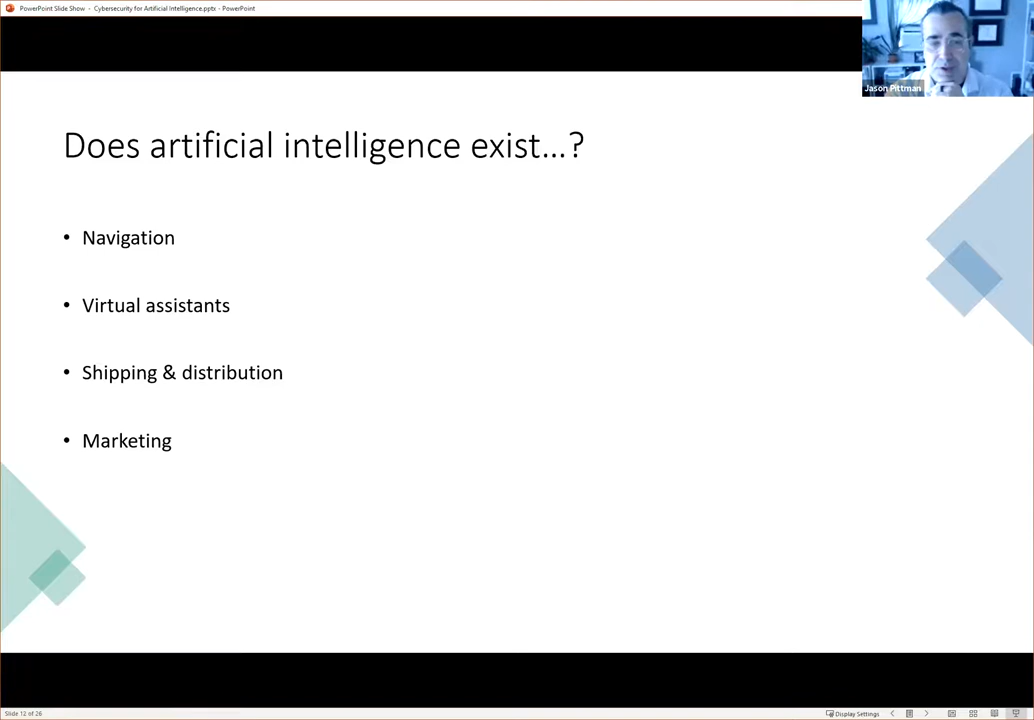 PowerPoint Slide Show - Cybersecurity for Artificial Intelligence.pptx - PowerPoint
Jason Pittman
Does artificial intelligence exist...?
• Navigation
• Virtual assistants
• Shipping & distribution
• Marketing
Slide 12 of 26
Display Settings